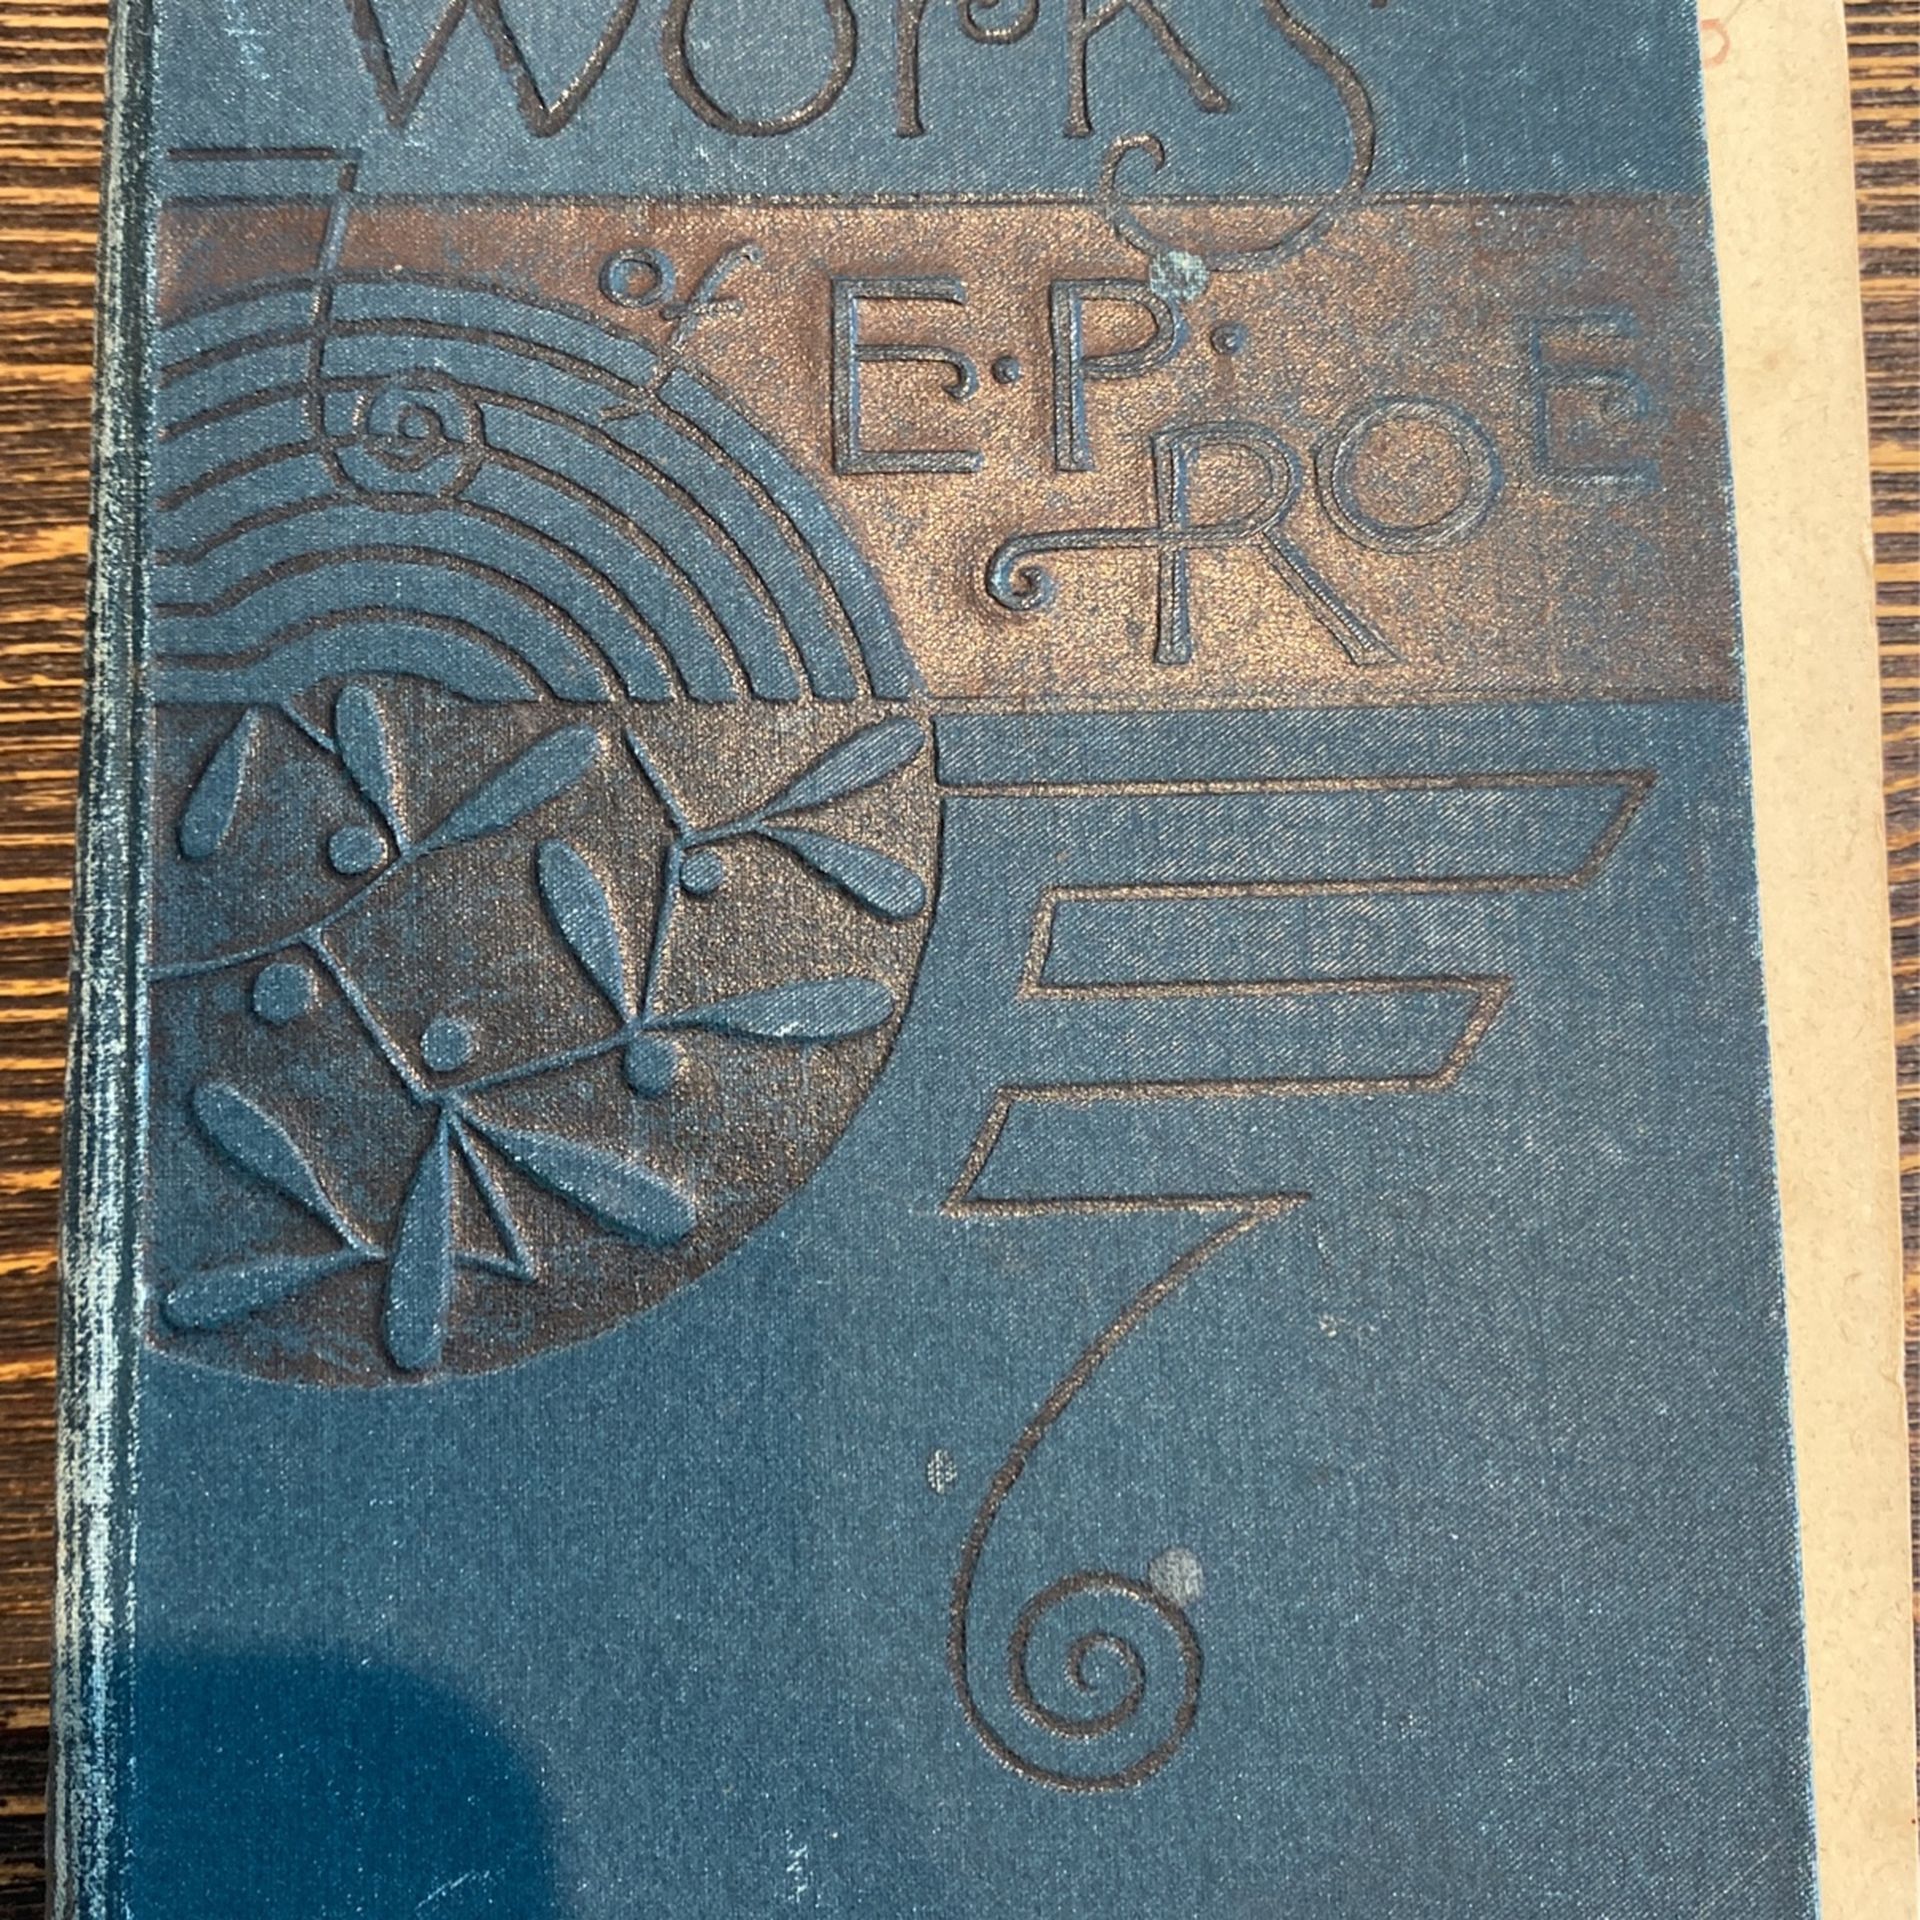 Works
of E. P.
ROE